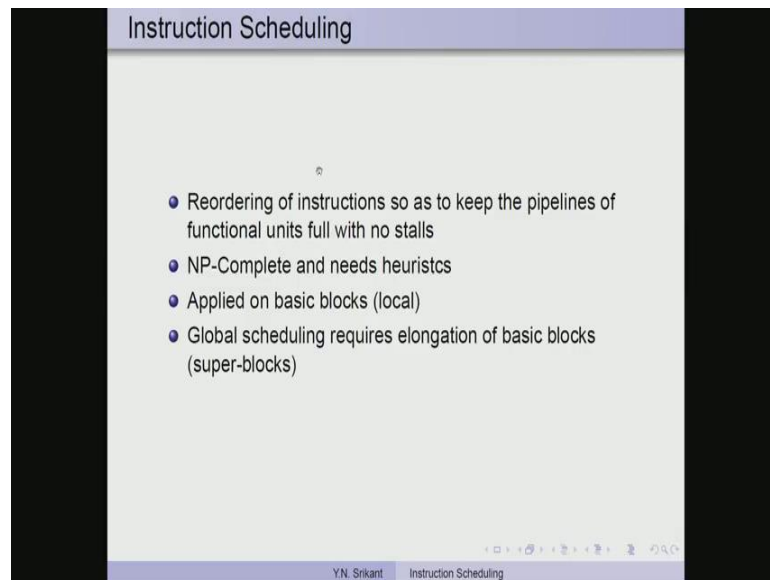 Instruction Scheduling
Reordering of instructions so as to keep the pipelines of
functional units full with no stalls
NP-Complete and needs heuristcs
Applied on basic blocks (local)
Global scheduling requires elongation of basic blocks
(super-blocks)
Y.N. Srikant Instruction Scheduling